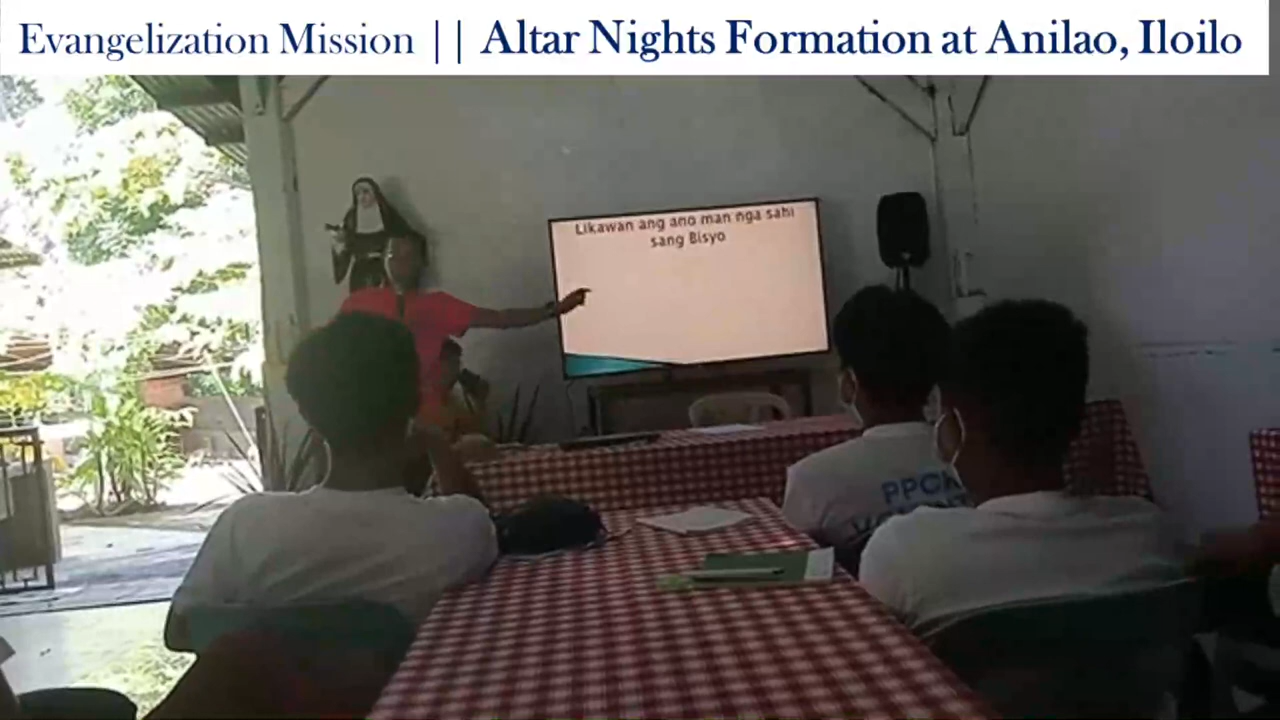 Evangelization Mission || Altar Nights Formation at Anilao, Iloilo
Likawan ang ano man nga sahi
sang Bisyo